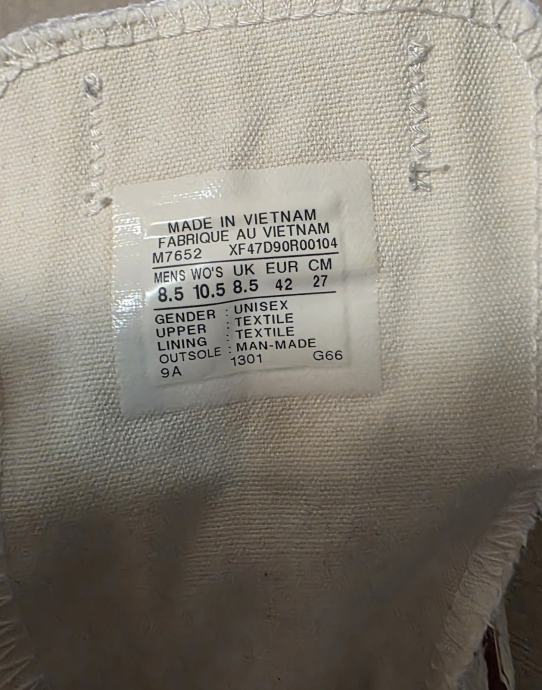 MADE IN VIETNAM
FABRIQUE AU VIETNAM
M7652 XF47D90R00104
MENS WO'S UK EUR CM
8.5 10.5 8.5 42 27
GENDER : UNISEX
UPPER : TEXTILE
LINING : TEXTILE
OUTSOLE : MAN-MADE
9A 1301 G66